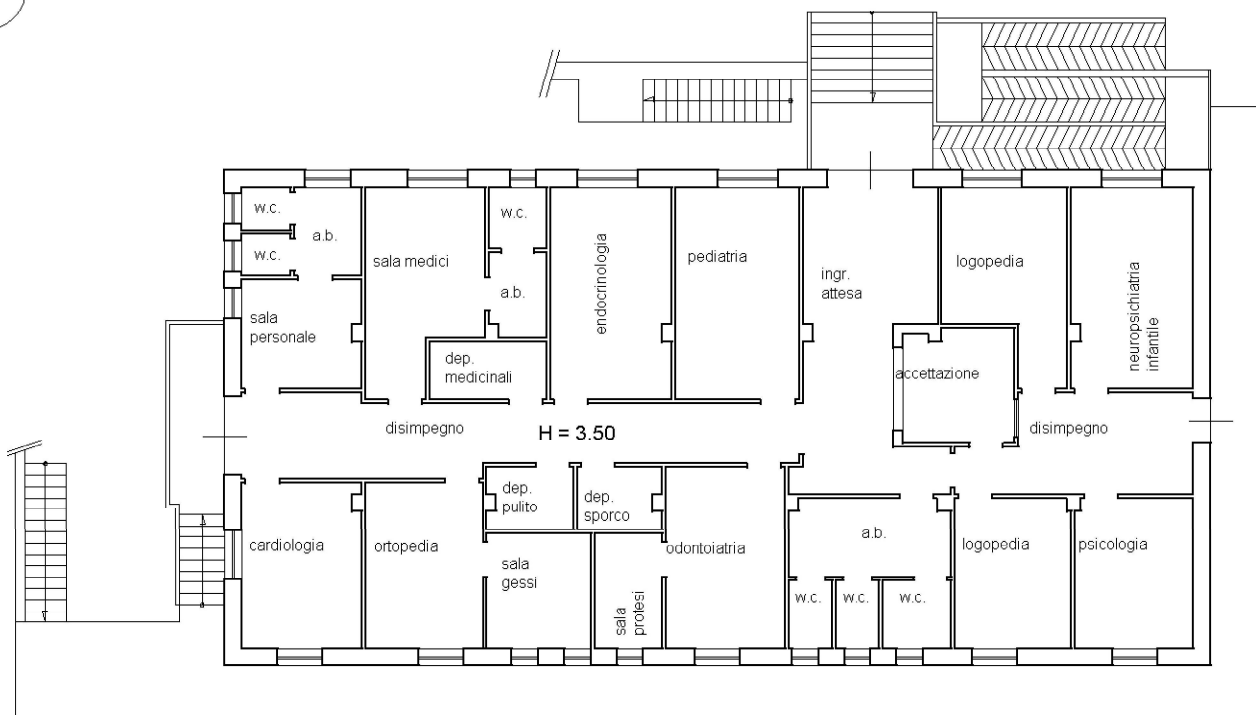 w.c.
w.c.
a.b.
sala medici
w.c.
a.b.
endocrinologia
pediatria
ingr.
attesa
logopedia
neuropsichiatria
infantile
sala
personale
dep.
medicinali
accettazione
disimpegno
H = 3.50
disimpegno
cardiologia
ortopedia
dep.
pulito
dep.
sporco
sala
gessi
sala
protesi
odontoiatria
a.b.
w.c.
w.c.
w.c.
logopedia
psicologia